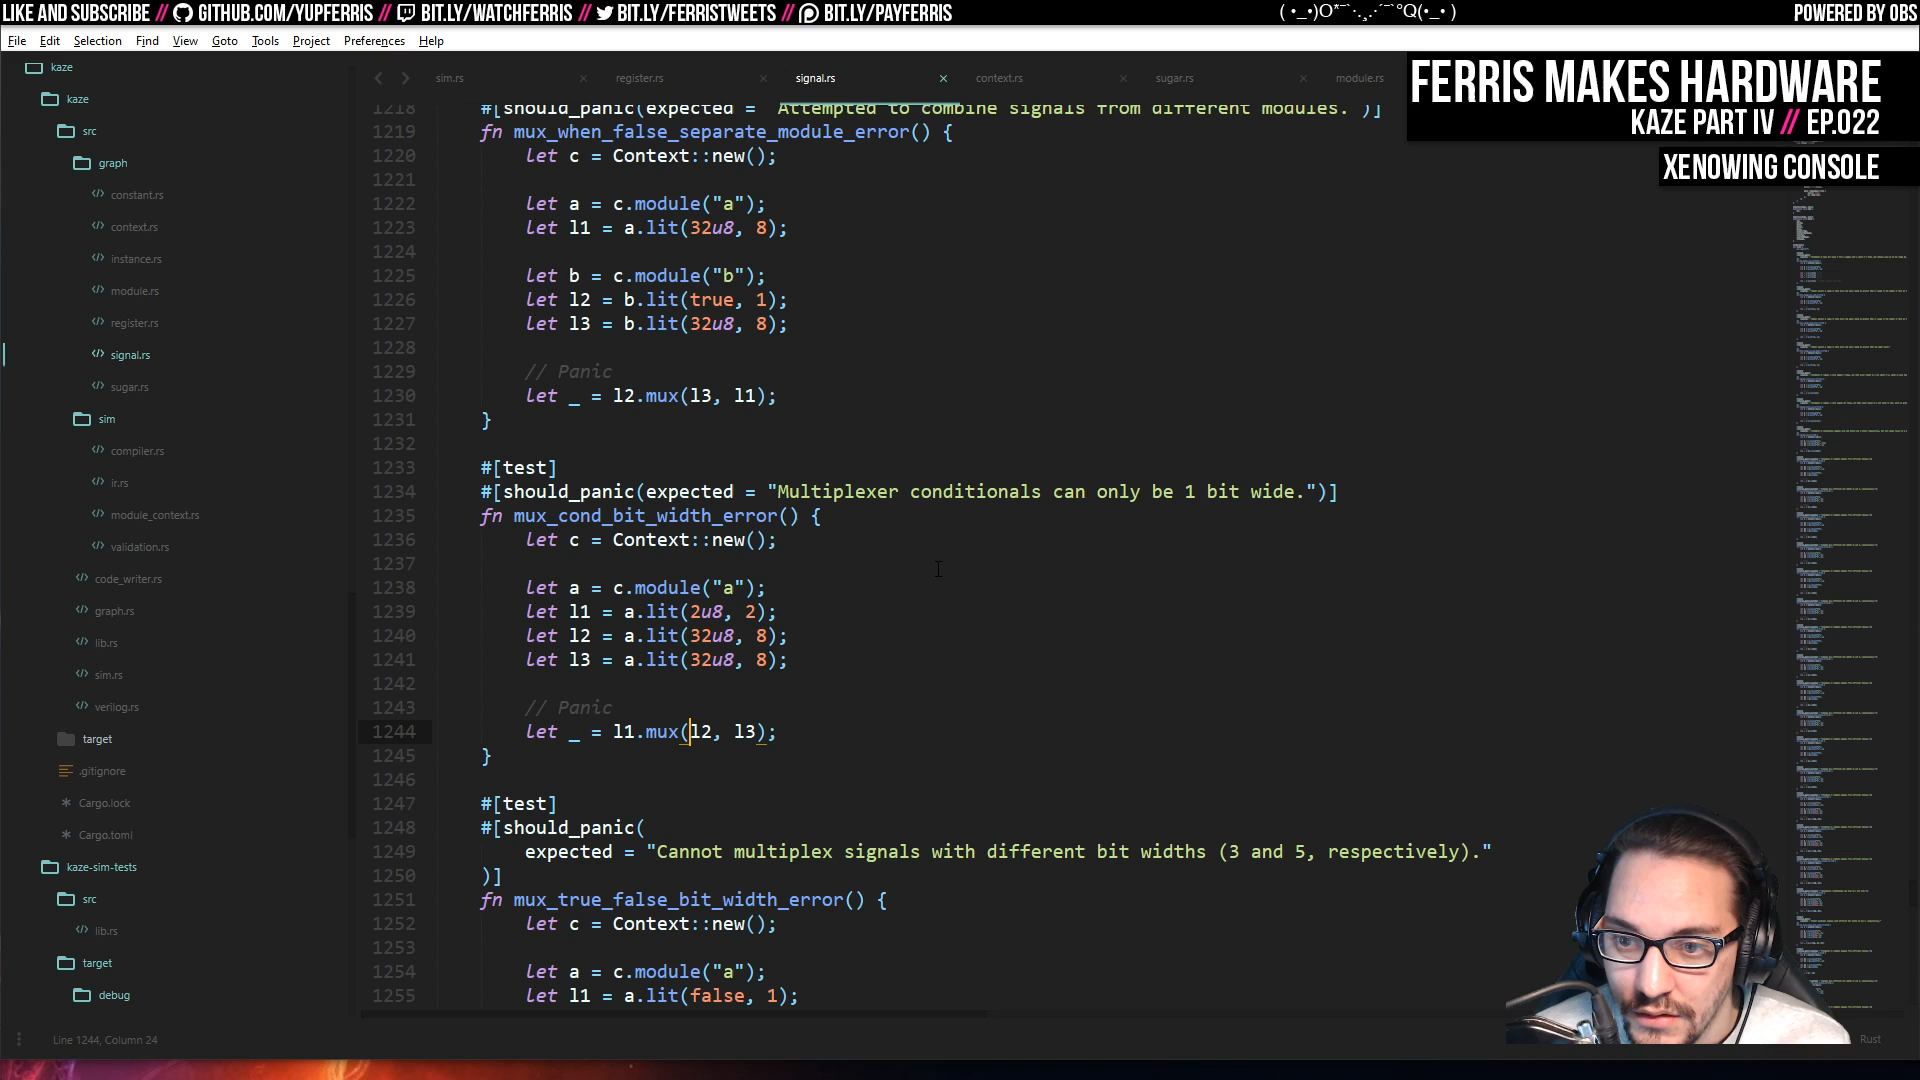 LIKE AND SUBSCRIBE // GITHUB.COM/YUPFERRIS // BIT.LY/WATCHFERRIS // BIT.LY/FERRISTWEETS // BIT.LY/PAYFERRIS
POWERED BY OBS
File Edit Selection Find View Goto Tools Project Preferences Help
FERRIS MAKES HARDWARE
KAZE PART IV // EP.022
XENOWING CONSOLE
kaze
kaze
src
graph
constant.rs
context.rs
instance.rs
module.rs
register.rs
signal.rs
sugar.rs
sim
compiler.rs
ir.rs
module_context.rs
validation.rs
code_writer.rs
graph.rs
lib.rs
sim.rs
verilog.rs
target
.gitignore
Cargo.lock
Cargo.toml
kaze-sim-tests
src
lib.rs
target
debug
sim.rs register.rs signal.rs context.rs sugar.rs module.rs
1218 #[should_panic(expected = "Attempted to combine signals from different modules.")]
1219 fn mux_when_false_separate_module_error() {
1220 let c = Context::new();
1221
1222 let a = c.module("a");
1223 let l1 = a.lit(32u8, 8);
1224
1225 let b = c.module("b");
1226 let l2 = b.lit(true, 1);
1227 let l3 = b.lit(32u8, 8);
1228
1229 // Panic
1230 let _ = l2.mux(l3, l1);
1231 }
1232
1233 #[test]
1234 #[should_panic(expected = "Multiplexer conditionals can only be 1 bit wide.")]
1235 fn mux_cond_bit_width_error() {
1236 let c = Context::new();
1237
1238 let a = c.module("a");
1239 let l1 = a.lit(2u8, 2);
1240 let l2 = a.lit(32u8, 8);
1241 let l3 = a.lit(32u8, 8);
1242
1243 // Panic
1244 let _ = l1.mux(l2, l3);
1245 }
1246
1247 #[test]
1248 #[should_panic(
1249 expected = "Cannot multiplex signals with different bit widths (3 and 5, respectively)."
1250 )]
1251 fn mux_true_false_bit_width_error() {
1252 let c = Context::new();
1253
1254 let a = c.module("a");
1255 let l1 = a.lit(false, 1);
Line 1244, Column 24
Rust